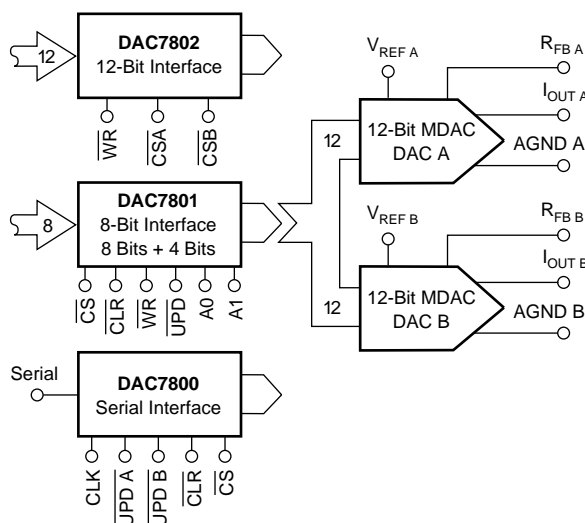 12
DAC7802
12-Bit Interface
WR
CSA
CSB
8
DAC7801
8-Bit Interface
8 Bits + 4 Bits
CS
CLR
WR
UPD
A0
A1
Serial
DAC7800
Serial Interface
CLK
UPD A
UPD B
CLR
CS
VREF A
RFB A
IOUT A
AGND A
12
12-Bit MDAC
DAC A
VREF B
RFB B
IOUT B
AGND B
12
12-Bit MDAC
DAC B